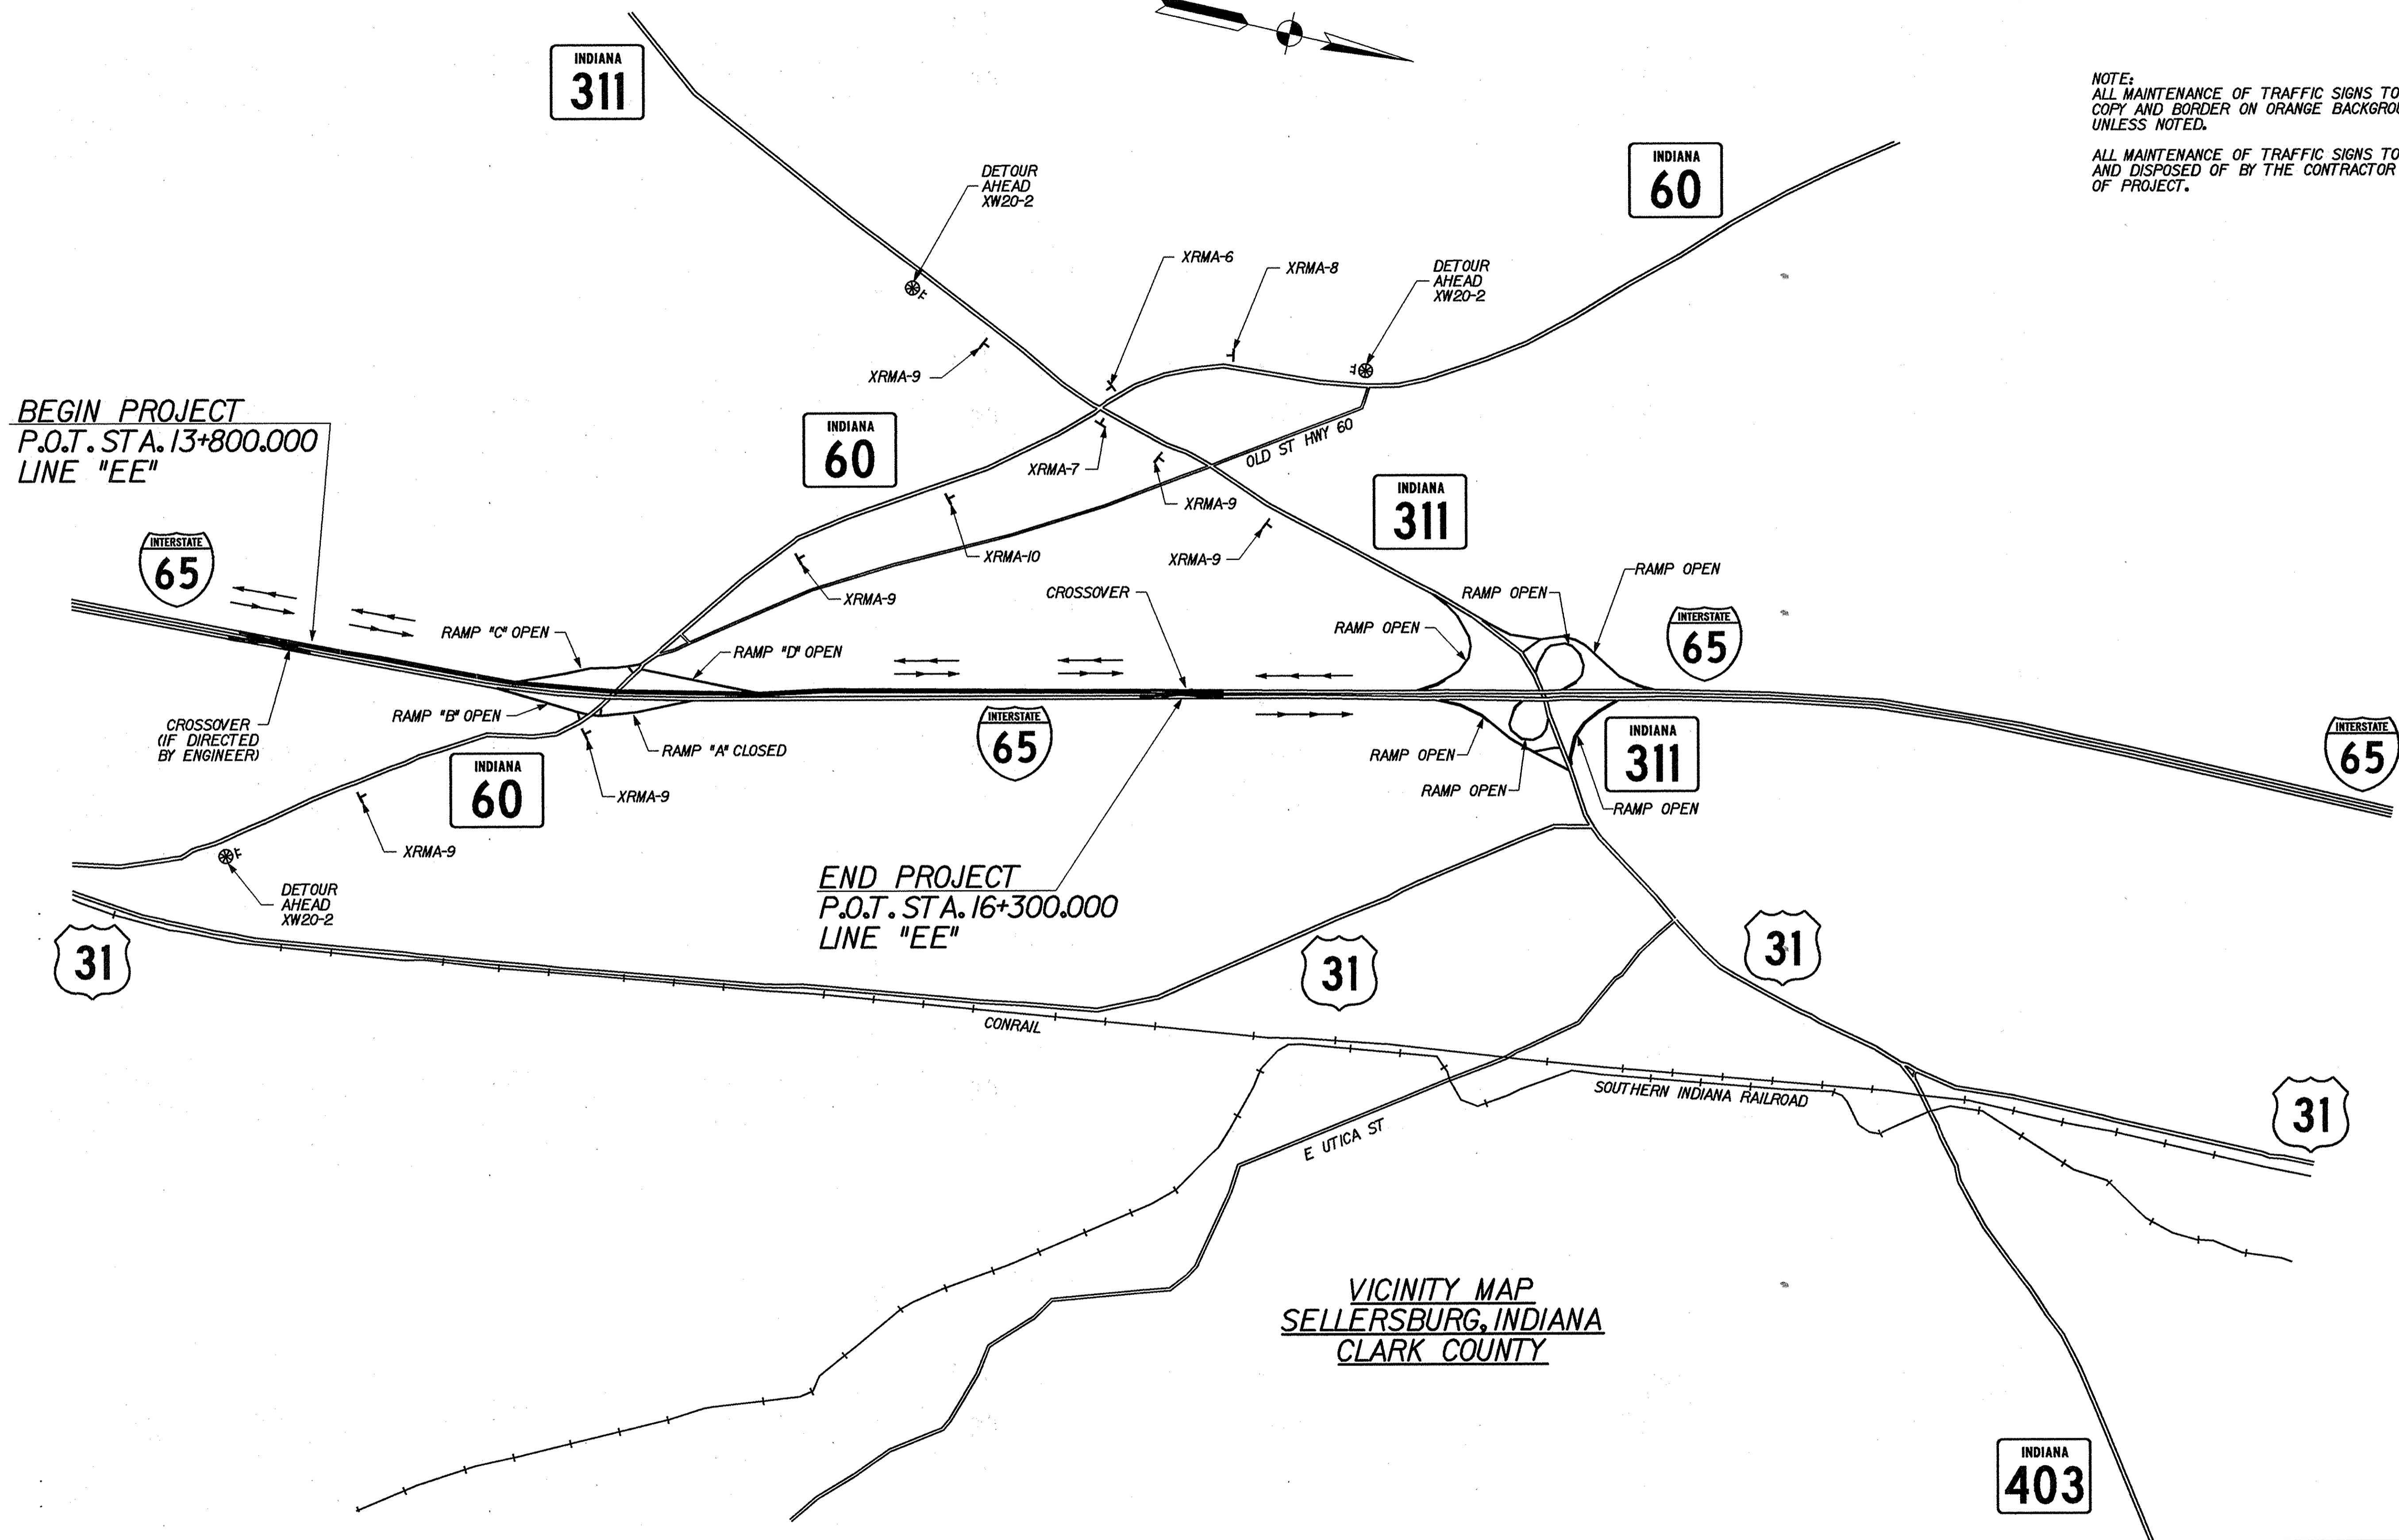 INDIANA
311
NOTE:
ALL MAINTENANCE OF TRAFFIC SIGNS TO
COPY AND BORDER ON ORANGE
UNLESS NOTED.
ALL MAINTENANCE OF TRAFFIC SIGNS TO
AND DISPOSED OF BY THE CONTRACTOR
OF PROJECT.
INDIANA
60
DETOUR
AHEAD
XW20-2
XRMA-6
XRMA-8
DETOUR
AHEAD
XW20-2
XRMA-9
BEGIN PROJECT
P.O.T. STA. 13+800.000
LINE "EE"
INDIANA
60
XRMA-7
OLD ST HWY 60
XRMA-9
INDIANA
311
INTERSTATE
65
XRMA-10
XRMA-9
XRMA-9
CROSSOVER
RAMP OPEN
RAMP OPEN
RAMP "C" OPEN
RAMP "D" OPEN
RAMP OPEN
INTERSTATE
65
CROSSOVER
(IF DIRECTED
BY ENGINEER)
RAMP "B" OPEN
RAMP "A" CLOSED
INTERSTATE
65
RAMP OPEN
RAMP OPEN
INDIANA
311
RAMP OPEN
INTERSTATE
65
INDIANA
60
XRMA-9
XRMA-9
DETOUR
AHEAD
XW20-2
END PROJECT
P.O.T. STA. 16+300.000
LINE "EE"
31
31
31
CONRAIL
SOUTHERN INDIANA RAILROAD
31
E UTICA ST
VICINITY MAP
SELLERSBURG, INDIANA
CLARK COUNTY
INDIANA
403